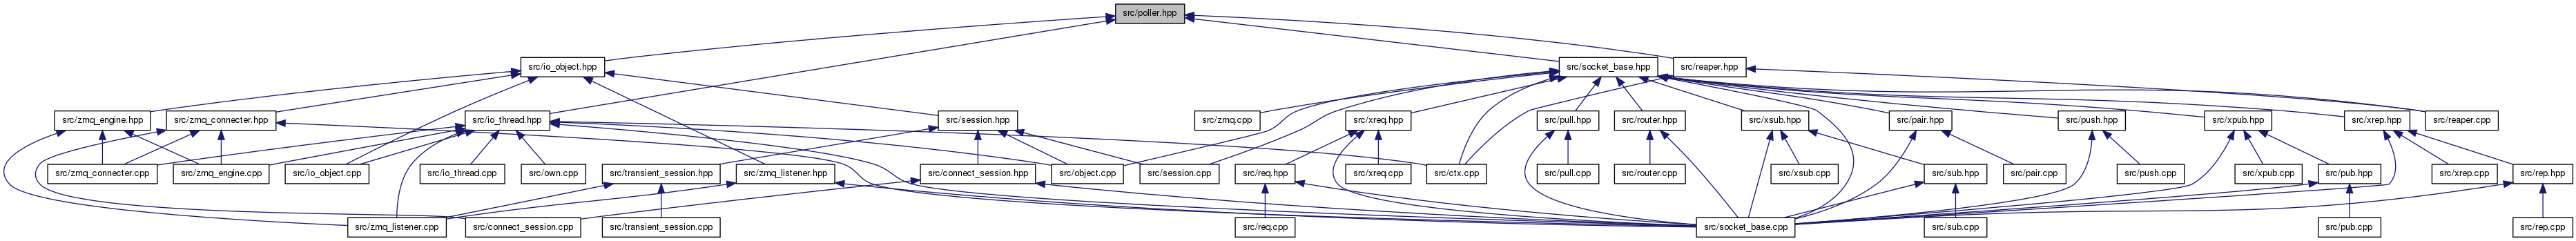 src/poller.hpp
src/io_object.hpp
src/socket_base.hpp
src/reaper.hpp
src/zmq_engine.hpp
src/zmq_connecter.hpp
src/io_thread.hpp
src/session.hpp
src/zmq.cpp
src/xreq.hpp
src/pull.hpp
src/router.hpp
src/xsub.hpp
src/pair.hpp
src/push.hpp
src/xpub.hpp
src/xrep.hpp
src/reaper.cpp
src/zmq_connecter.cpp
src/zmq_engine.cpp
src/io_object.cpp
src/io_thread.cpp
src/own.cpp
src/transient_session.hpp
src/zmq_listener.hpp
src/connect_session.hpp
src/object.cpp
src/session.cpp
src/req.hpp
src/xreq.cpp
src/ctx.cpp
src/pull.cpp
src/router.cpp
src/xsub.cpp
src/sub.hpp
src/pair.cpp
src/push.cpp
src/xpub.cpp
src/pub.hpp
src/xrep.cpp
src/rep.hpp
src/zmq_listener.cpp
src/connect_session.cpp
src/transient_session.cpp
src/req.cpp
src/socket_base.cpp
src/sub.cpp
src/pub.cpp
src/rep.cpp